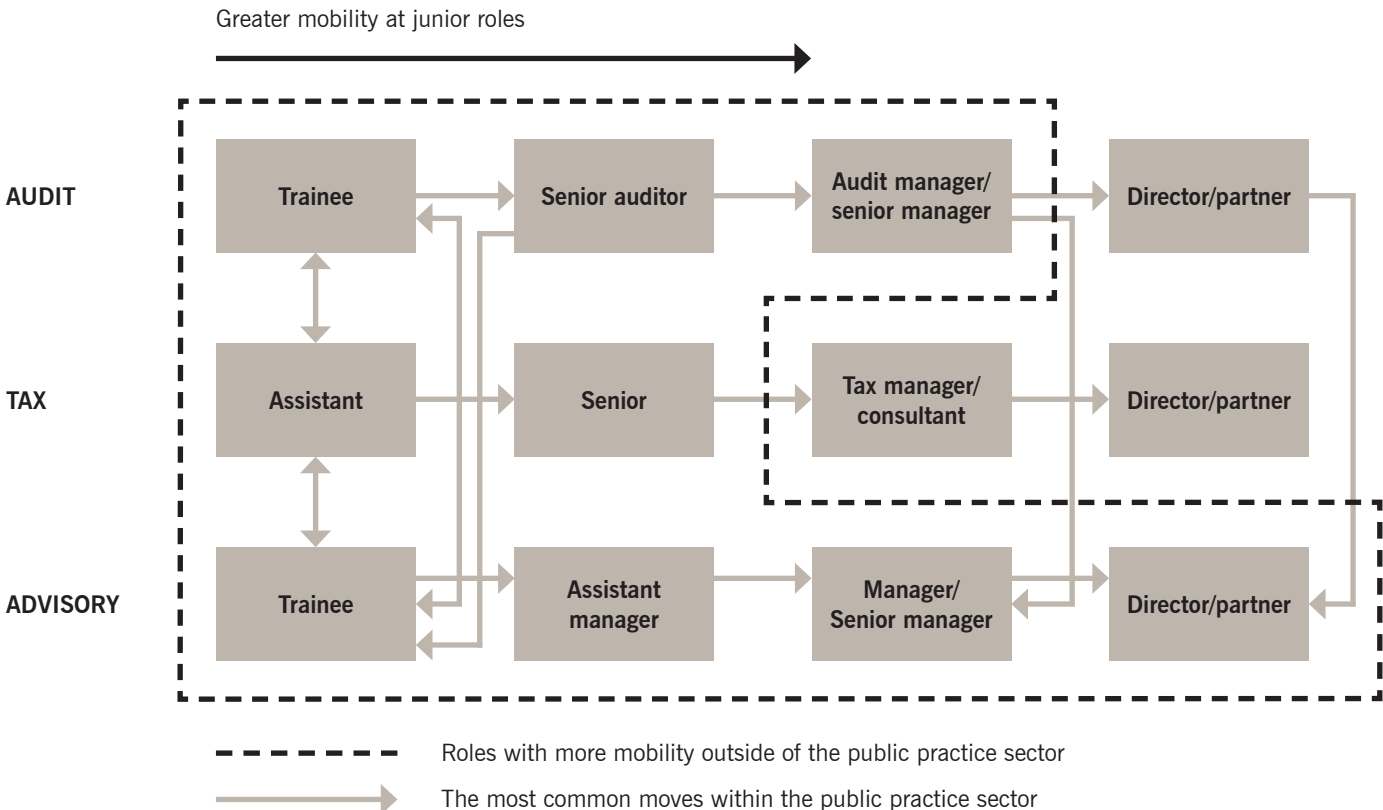 Greater mobility at junior roles
AUDIT
Trainee
Senior auditor
Audit manager/
senior manager
Director/partner
TAX
Assistant
Senior
Tax manager/
consultant
Director/partner
ADVISORY
Trainee
Assistant
manager
Manager/
Senior manager
Director/partner
Roles with more mobility outside of the public practice sector
The most common moves within the public practice sector